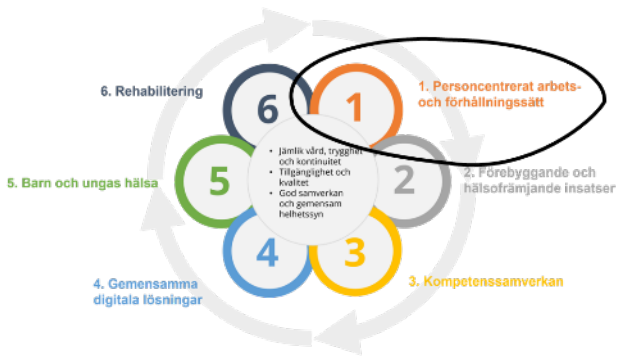 6. Rehabilitering
6
1
1. Personcentrerat arbets-
och förhållningssätt
• Jämlik vård, trygghet
och kontinuitet
• Tillgänglighet och
kvalitet
• God samverkan
och gemensam
helhetssyn
5. Barn och ungas hälsa
5
2
2. Förebyggande och
hälsofrämjande insatser
4
3
4. Gemensamma
digitala lösningar
3. Kompetenssamverkan